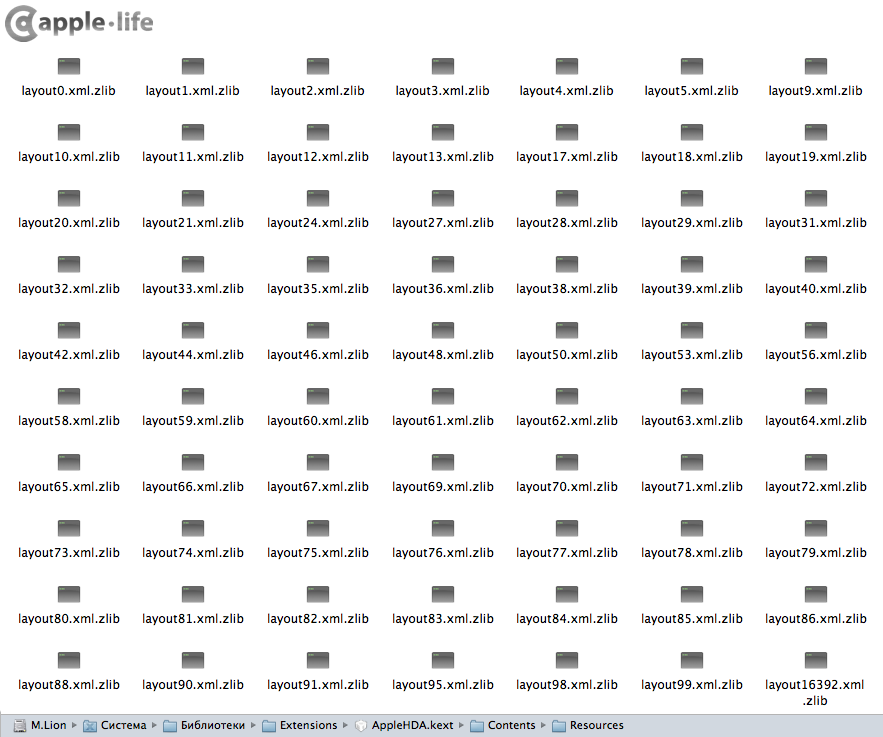 apple·life
layout0.xml.zlib layout1.xml.zlib layout2.xml.zlib layout3.xml.zlib layout4.xml.zlib layout5.xml.zlib layout9.xml.zlib
layout10.xml.zlib layout11.xml.zlib layout12.xml.zlib layout13.xml.zlib layout17.xml.zlib layout18.xml.zlib layout19.xml.zlib
layout20.xml.zlib layout21.xml.zlib layout24.xml.zlib layout27.xml.zlib layout28.xml.zlib layout29.xml.zlib layout31.xml.zlib
layout32.xml.zlib layout33.xml.zlib layout35.xml.zlib layout36.xml.zlib layout38.xml.zlib layout39.xml.zlib layout40.xml.zlib
layout42.xml.zlib layout44.xml.zlib layout46.xml.zlib layout48.xml.zlib layout50.xml.zlib layout53.xml.zlib layout56.xml.zlib
layout58.xml.zlib layout59.xml.zlib layout60.xml.zlib layout61.xml.zlib layout62.xml.zlib layout63.xml.zlib layout64.xml.zlib
layout65.xml.zlib layout66.xml.zlib layout67.xml.zlib layout69.xml.zlib layout70.xml.zlib layout71.xml.zlib layout72.xml.zlib
layout73.xml.zlib layout74.xml.zlib layout75.xml.zlib layout76.xml.zlib layout77.xml.zlib layout78.xml.zlib layout79.xml.zlib
layout80.xml.zlib layout81.xml.zlib layout82.xml.zlib layout83.xml.zlib layout84.xml.zlib layout85.xml.zlib layout86.xml.zlib
layout88.xml.zlib layout90.xml.zlib layout91.xml.zlib layout95.xml.zlib layout98.xml.zlib layout99.xml.zlib layout16392.xml
.zlib
M.Lion ▸ Система ▸ Библиотеки ▸ Extensions ▸ AppleHDA.kext ▸ Contents ▸ Resources